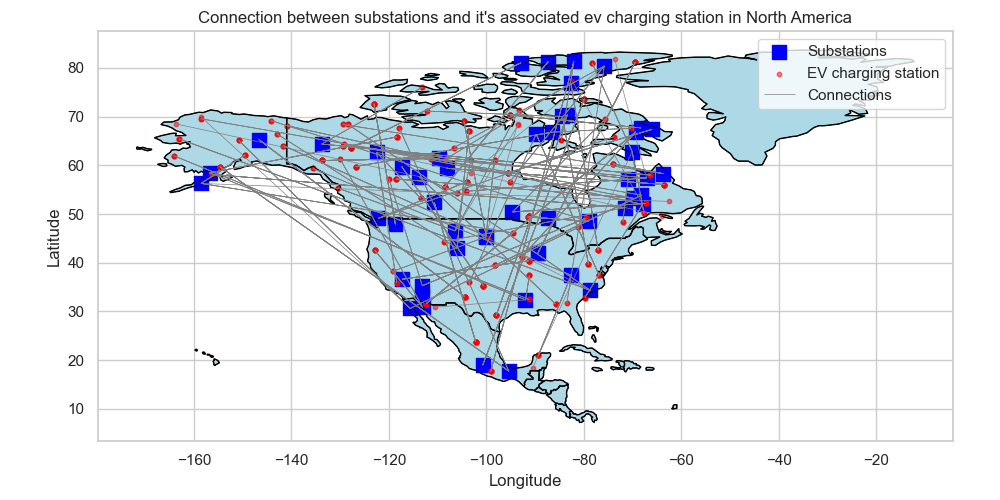 Connection between substations and it's associated ev charging station in North America
Substations
EV charging station
Connections
Latitude
80
70
60
50
40
30
20
10
−160
−140
−120
−100
−80
−60
−40
−20
Longitude